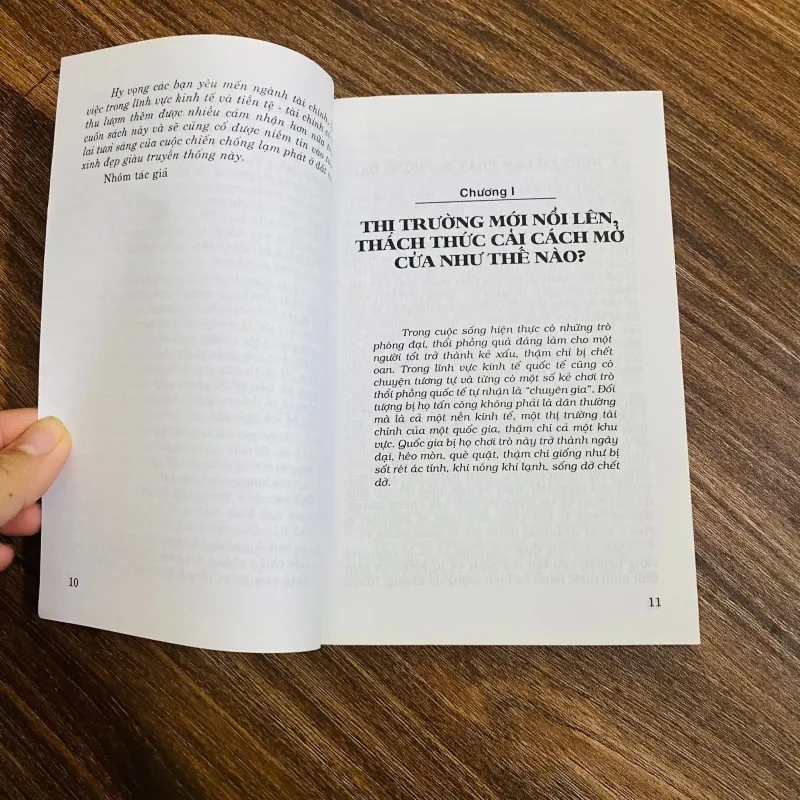 Hy vọng các bạn yêu mến ngành tài chính,
việc trong lĩnh vực kinh tế và tiền tệ - tài chính
thu lượm thêm được nhiều cảm nhận hơn nữa
cuốn sách này và sẽ củng cố được niềm tin vào
lai tươi sáng của cuộc chiến chống lạm phát ở đất
xinh đẹp giàu truyền thống này.
Nhóm tác giả
10
Chương I
THỊ TRƯỜNG MỚI NỔI LÊN,
THÁCH THỨC CẢI CÁCH MỞ
CỬA NHƯ THẾ NÀO?
Trong cuộc sống hiện thực có những trò
phóng đại, thổi phồng quá đáng làm cho một
người tốt trở thành kẻ xấu, thậm chí bị chết
oan. Trong lĩnh vực kinh tế quốc tế cũng có
chuyện tương tự và từng có một số kẻ chơi trò
thổi phồng quốc tế tự nhận là “chuyên gia”. Đối
tượng bị họ tấn công không phải là dân thường
mà là cả một nền kinh tế, một thị trường tài
chính của một quốc gia, thậm chí cả một khu
vực. Quốc gia bị họ chơi trò này trở thành ngây
dại, héo mòn, què quặt, thậm chí giống như bị
sốt rét ác tính, khi nóng khi lạnh, sống dở chết
dở.
11